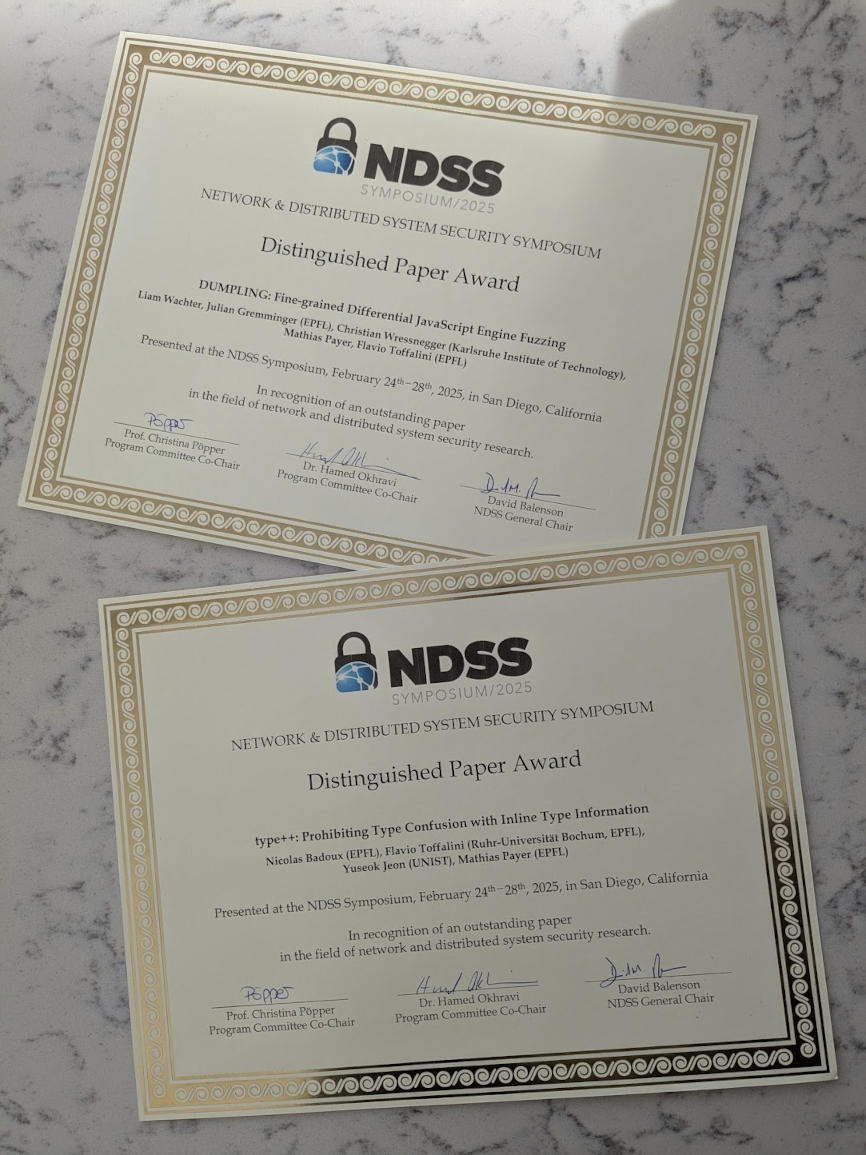 NDSS
SYMPOSIUM/2025
NETWORK & DISTRIBUTED SYSTEM SECURITY SYMPOSIUM
Distinguished Paper Award
DUMPLING: Fine-grained Differential JavaScript Engine Fuzzing
Liam Wachter, Julian Gremminger (EPFL), Christian Wressnegger (Karlsruhe Institute of Technology),
Mathias Payer, Flavio Toffalini (EPFL)
Presented at the NDSS Symposium, February 24th–28th, 2025, in San Diego, California
In recognition of an outstanding paper
in the field of network and distributed system security research.
Pöpper
Prof. Christina Pöpper
Program Committee Co-Chair
Dr. Hamed Okhravi
Program Committee Co-Chair
David Balenson
NDSS General Chair
NDSS
SYMPOSIUM/2025
NETWORK & DISTRIBUTED SYSTEM SECURITY SYMPOSIUM
Distinguished Paper Award
type++: Prohibiting Type Confusion with Inline Type Information
Nicolas Badoux (EPFL), Flavio Toffalini (Ruhr-Universität Bochum, EPFL),
Yuseok Jeon (UNIST), Mathias Payer (EPFL)
Presented at the NDSS Symposium, February 24th–28th, 2025, in San Diego, California
In recognition of an outstanding paper
in the field of network and distributed system security research.
Pöpper
Prof. Christina Pöpper
Program Committee Co-Chair
Dr. Hamed Okhravi
Program Committee Co-Chair
David Balenson
NDSS General Chair